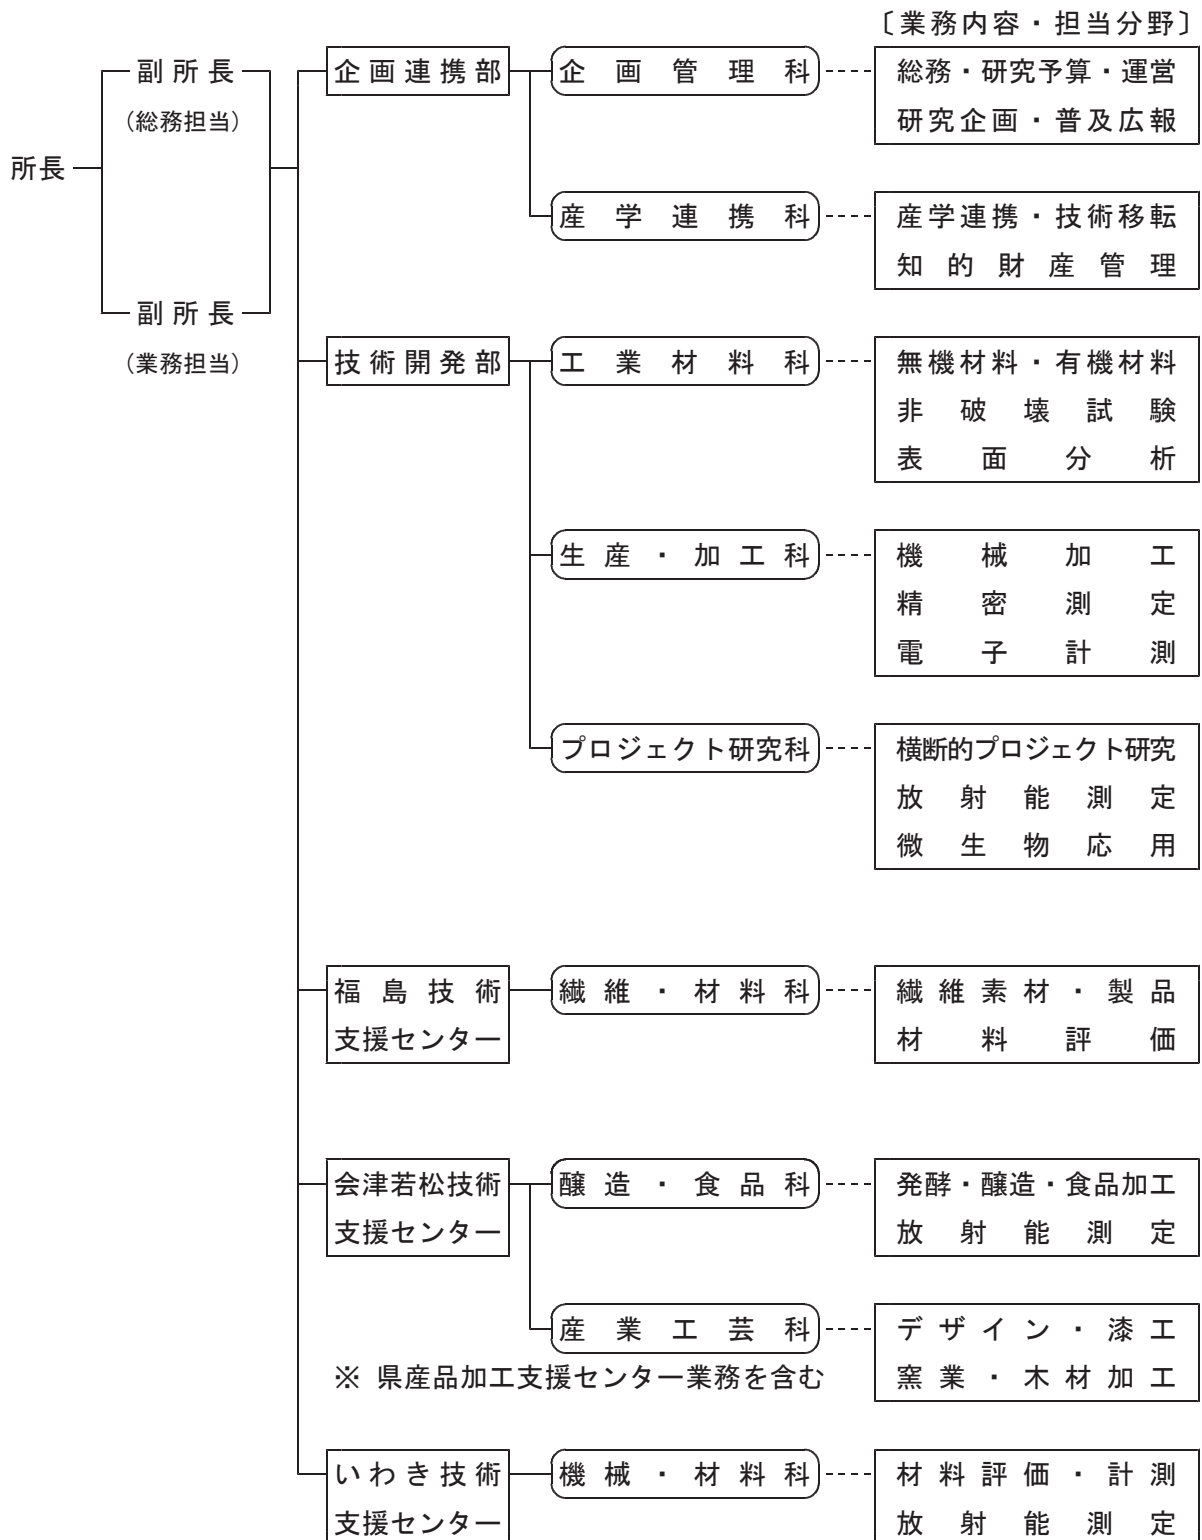 〔業務内容・担当分野〕
所長
副所長
(総務担当)
副所長
(業務担当)
企画連携部
企画管理科
総務・研究予算・運営
研究企画・普及広報
産学連携科
産学連携・技術移転
知的財産管理
技術開発部
工業材料科
無機材料・有機材料
非破壊試験
表面分析
生産・加工科
機械加工
精密測定
電子計測
プロジェクト研究科
横断的プロジェクト研究
放射能測定
微生物応用
福島技術
支援センター
繊維・材料科
繊維素材・製品
材料評価
会津若松技術
支援センター
醸造・食品科
発酵・醸造・食品加工
放射能測定
産業工芸科
デザイン・漆工
窯業・木材加工
※ 県産品加工支援センター業務を含む
いわき技術
支援センター
機械・材料科
材料評価・計測
放射能測定